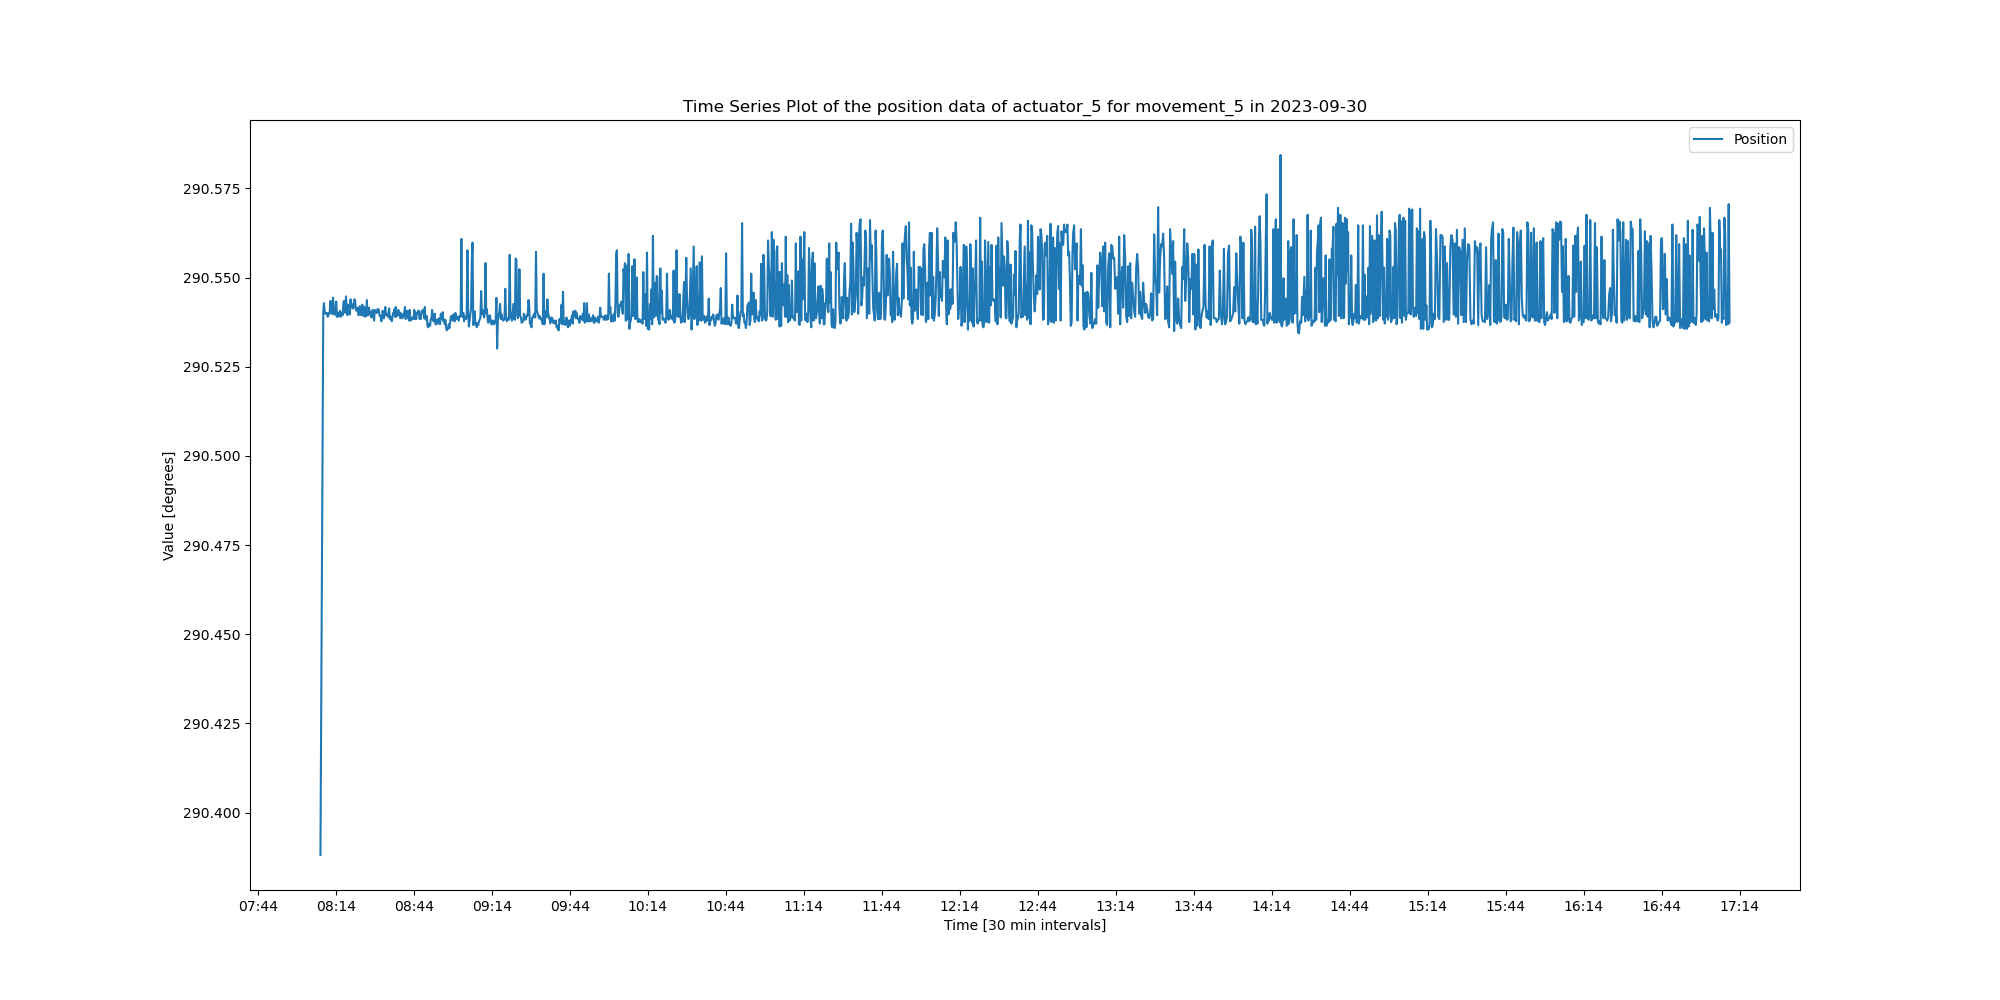 Time Series Plot of the position data of actuator_5 for movement_5 in 2023-09-30
Position
290.575
290.550
290.525
290.500
290.475
290.450
290.425
290.400
Value [degrees]
07:44 08:14 08:44 09:14 09:44 10:14 10:44 11:14 11:44 12:14 12:44 13:14 13:44 14:14 14:44 15:14 15:44 16:14 16:44 17:14
Time [30 min intervals]